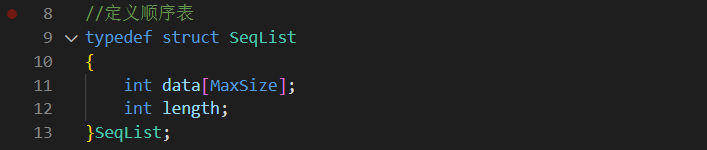 8 //定义顺序表
9 typedef struct SeqList
10 {
11 int data[MaxSize];
12 int length;
13 }SeqList;